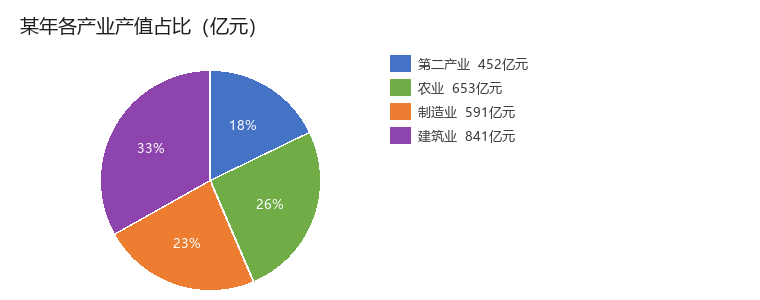 某年各产业产值占比（亿元）
第二产业 452亿元
农业 653亿元
制造业 591亿元
建筑业 841亿元
18%
33%
26%
23%